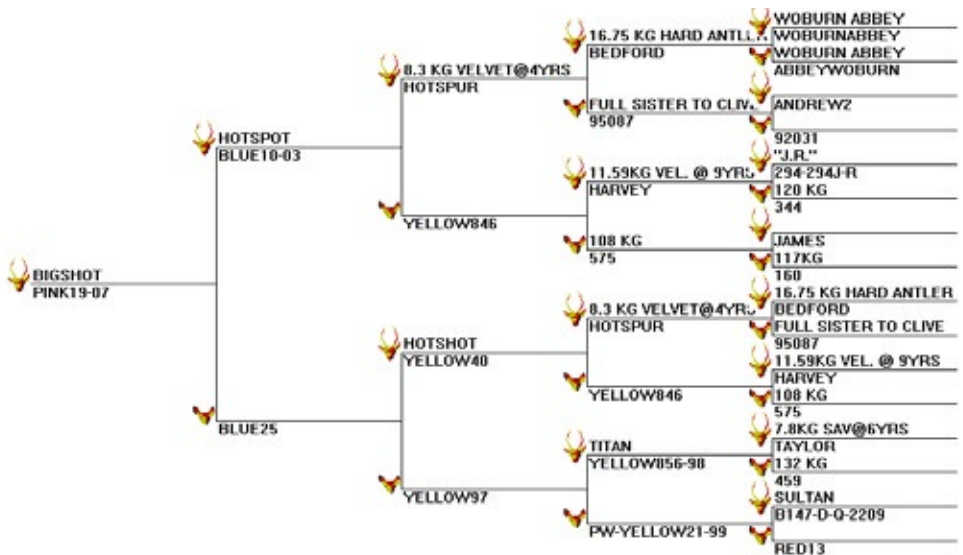 BIGSHOT
PINK19-07
HOTSPOT
BLUE10-03
BLUE25
8.3 KG VELVET@4YRS
HOTSPUR
YELLOW846
HOTSHOT
YELLOW40
YELLOW97
16.75 KG HARD ANTLER
BEDFORD
FULL SISTER TO CLIVE
95087
11.59KG VEL. @ 9YRS
HARVEY
108 KG
575
8.3 KG VELVET@4YRS
HOTSPUR
YELLOW846
TITAN
YELLOW856-98
PW-YELLOW21-99
WOBURN ABBEY
WOBURNABBEY
WOBURN ABBEY
ABBEYWOBURN
ANDREW2
92031
"J.R."
294-294J-R
120 KG
344
JAMES
117KG
160
16.75 KG HARD ANTLER
BEDFORD
FULL SISTER TO CLIVE
95087
11.59KG VEL. @ 9YRS
HARVEY
108 KG
575
7.8KG SAV@6YRS
TAYLOR
132 KG
459
SULTAN
B147-D-Q-2209
RED13